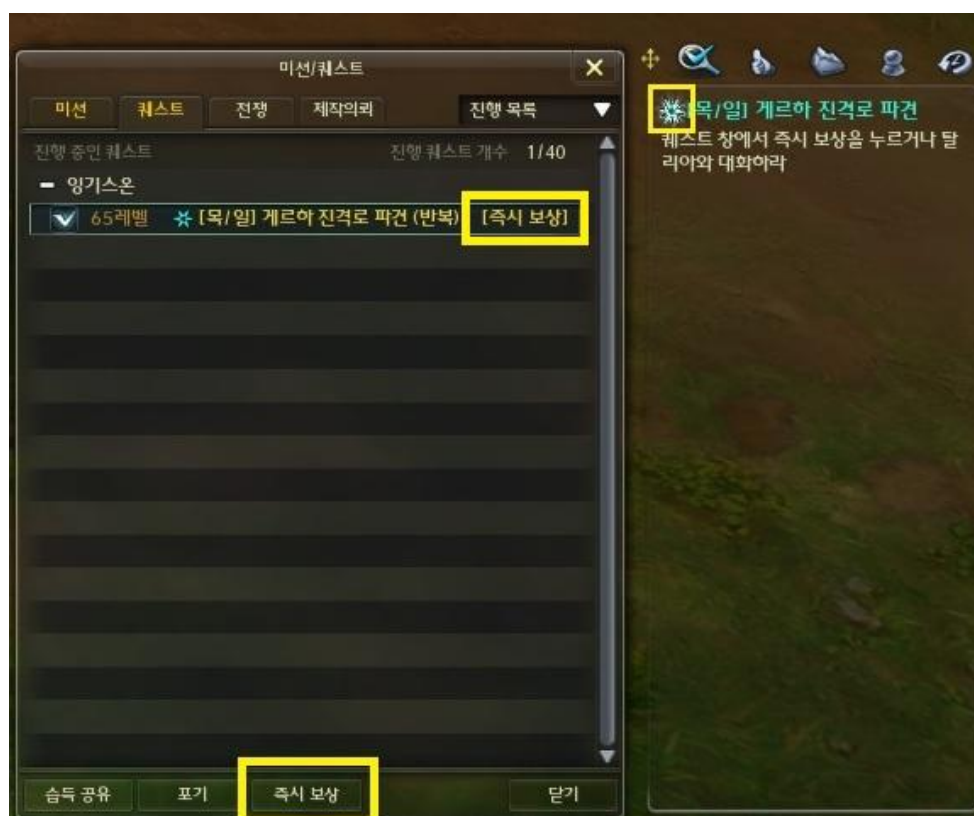 미션/퀘스트
미션 퀘스트 전쟁 제작의뢰 진행 목록
진행 중인 퀘스트 진행 퀘스트 개수 1/40
잉기스온
65레벨 [목/일] 게르하 진격로 파견 (반복) [즉시 보상]
습득 공유 포기 즉시 보상 닫기
[목/일] 게르하 진격로 파견
퀘스트 창에서 즉시 보상을 누르거나 달
리아와 대화하라